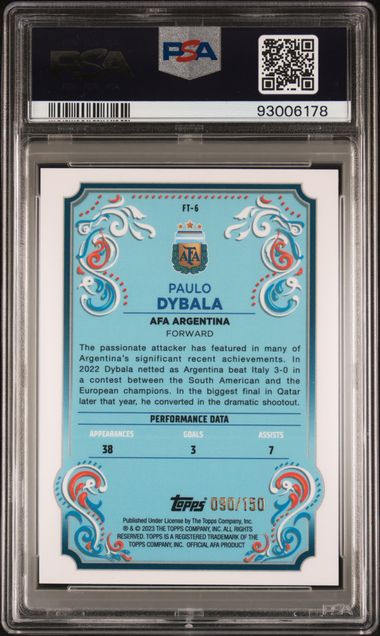 PSA
PSA
93006178
FT-6
AFA
PAULO
DYBALA
AFA ARGENTINA
FORWARD
The passionate attacker has featured in many of
Argentina's significant recent achievements. In
2022 Dybala netted as Argentina beat Italy 3-0 in
a contest between the South American and the
European champions. In the biggest final in Qatar
later that year, he converted in the dramatic shootout.
PERFORMANCE DATA
APPEARANCES GOALS ASSISTS
38 3 7
Topps 090/150
Published Under License by The Topps Company, Inc.
® & © 2023 THE TOPPS COMPANY, INC. ALL RIGHTS
RESERVED. TOPPS IS A REGISTERED TRADEMARK OF THE
TOPPS COMPANY, INC. OFFICIAL AFA PRODUCT